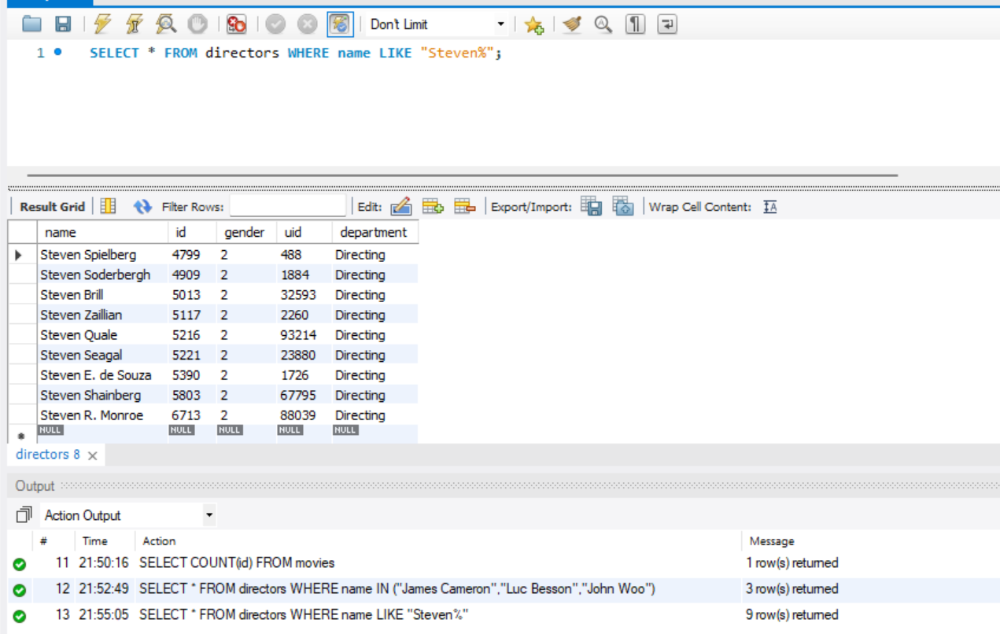 Don't Limit
1 SELECT * FROM directors WHERE name LIKE "Steven%";
Result Grid Filter Rows: Edit: Export/Import: Wrap Cell Content:
name id gender uid department
Steven Spielberg 4799 2 488 Directing
Steven Soderbergh 4909 2 1884 Directing
Steven Brill 5013 2 32593 Directing
Steven Zaillian 5117 2 2260 Directing
Steven Quale 5216 2 93214 Directing
Steven Seagal 5221 2 23880 Directing
Steven E. de Souza 5390 2 1726 Directing
Steven Shainberg 5803 2 67795 Directing
Steven R. Monroe 6713 2 88039 Directing
NULL NULL NULL NULL NULL
directors 8
Output
Action Output
# Time Action Message
11 21:50:16 SELECT COUNT(id) FROM movies 1 row(s) returned
12 21:52:49 SELECT * FROM directors WHERE name IN ("James Cameron","Luc Besson","John Woo") 3 row(s) returned
13 21:55:05 SELECT * FROM directors WHERE name LIKE "Steven%" 9 row(s) returned